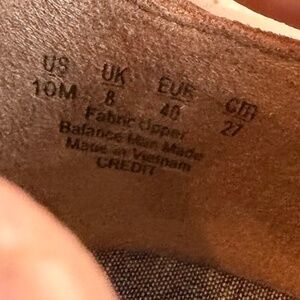 US UK EUR cm
10M 8 40 27
Fabric Upper
Balance Man Made
Made in Vietnam
CREDIT